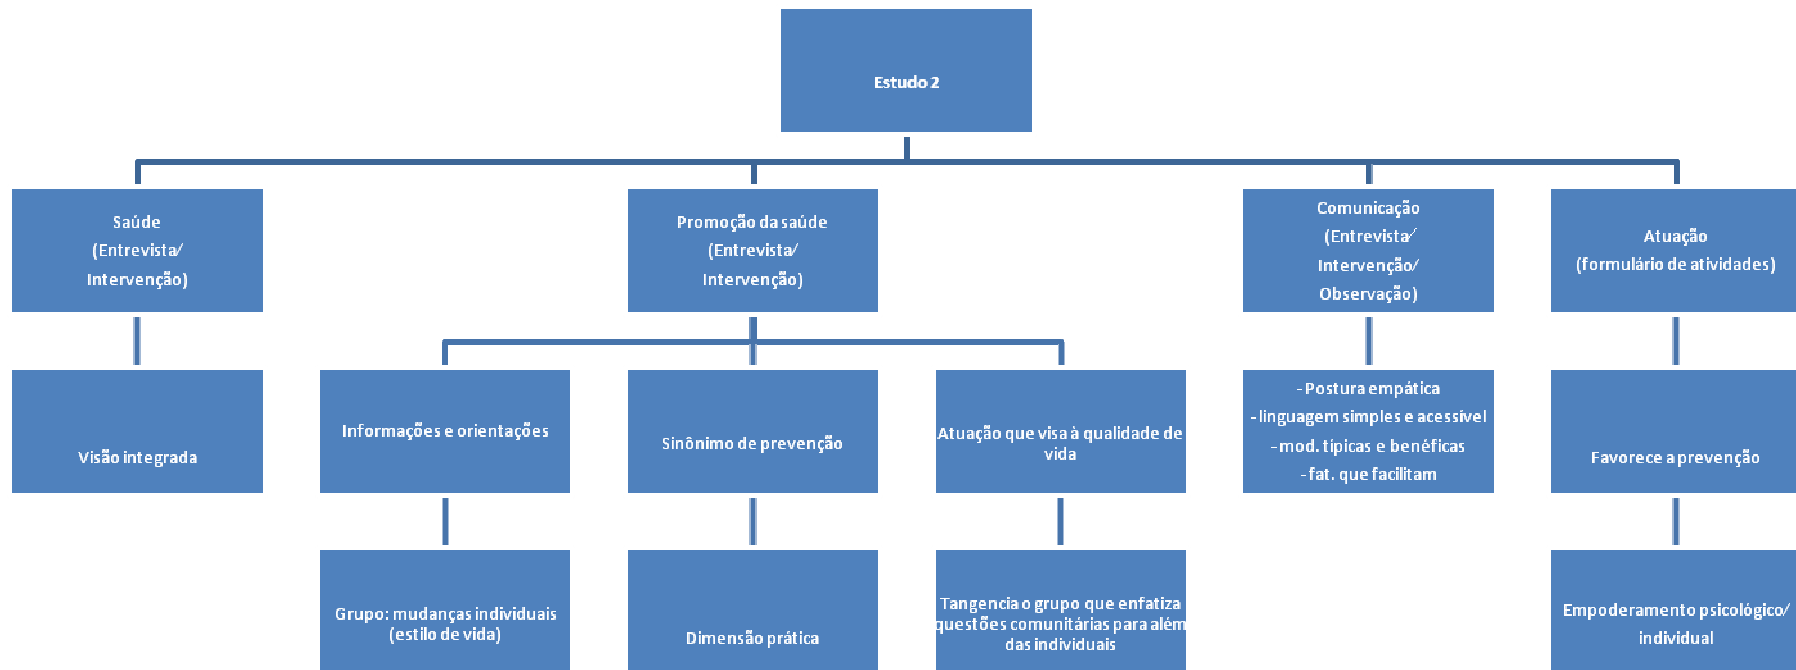 Estudo 2
Saúde
(Entrevista/
Intervenção)
Promoção da saúde
(Entrevista/
Intervenção)
Comunicação
(Entrevista/
Intervenção/
Observação)
Atuação
(formulário de atividades)
Visão integrada
Informações e orientações
Sinônimo de prevenção
Atuação que visa à qualidade de
vida
- Postura empática
- linguagem simples e acessível
- mod. típicas e benéficas
- fat. que facilitam
Favorece a prevenção
Grupo: mudanças individuais
(estilo de vida)
Dimensão prática
Tangencia o grupo que enfatiza
questões comunitárias para além
das individuais
Empoderamento psicológico/
individual